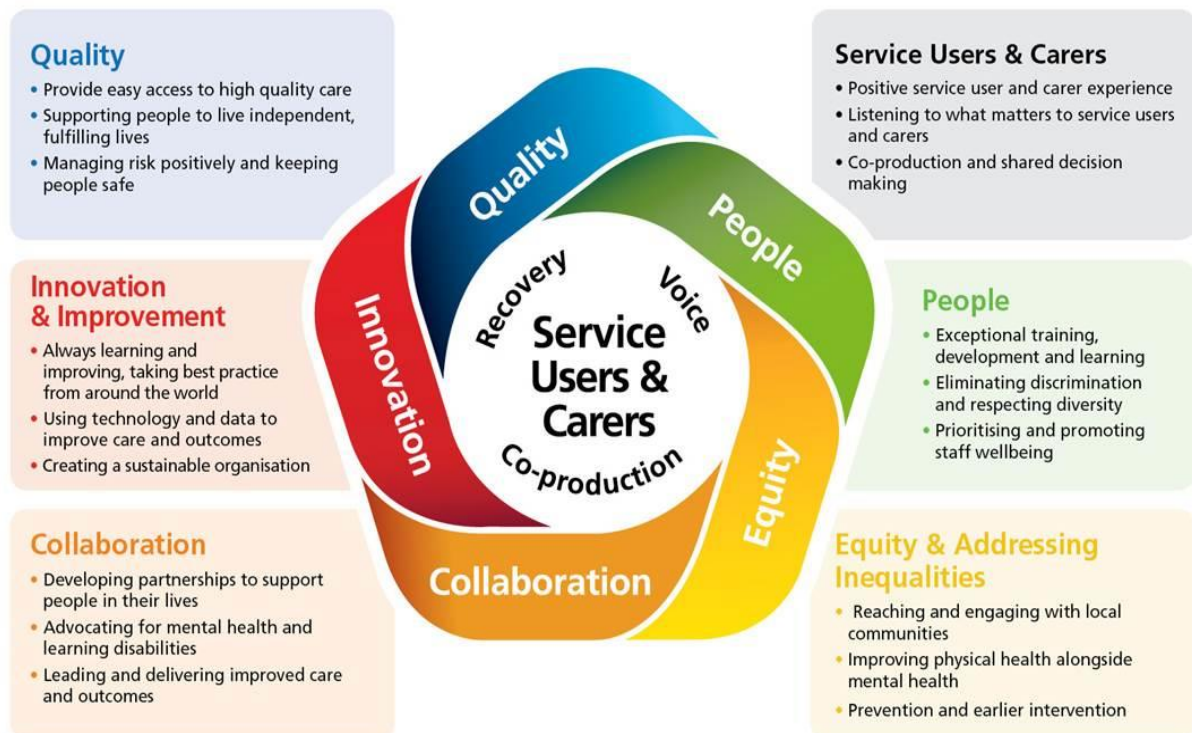 Quality
• Provide easy access to high quality care
• Supporting people to live independent,
fulfilling lives
• Managing risk positively and keeping
people safe
Innovation
& Improvement
• Always learning and
improving, taking best practice
from around the world
• Using technology and data to
improve care and outcomes
• Creating a sustainable organisation
Collaboration
• Developing partnerships to support
people in their lives
• Advocating for mental health and
learning disabilities
• Leading and delivering improved care
and outcomes
Quality
People
Equity
Collaboration
Innovation
Recovery
Voice
Service
Users &
Carers
Co-production
Service Users & Carers
• Positive service user and carer experience
• Listening to what matters to service users
and carers
• Co-production and shared decision
making
People
• Exceptional training,
development and learning
• Eliminating discrimination
and respecting diversity
• Prioritising and promoting
staff wellbeing
Equity & Addressing
Inequalities
• Reaching and engaging with local
communities
• Improving physical health alongside
mental health
• Prevention and earlier intervention